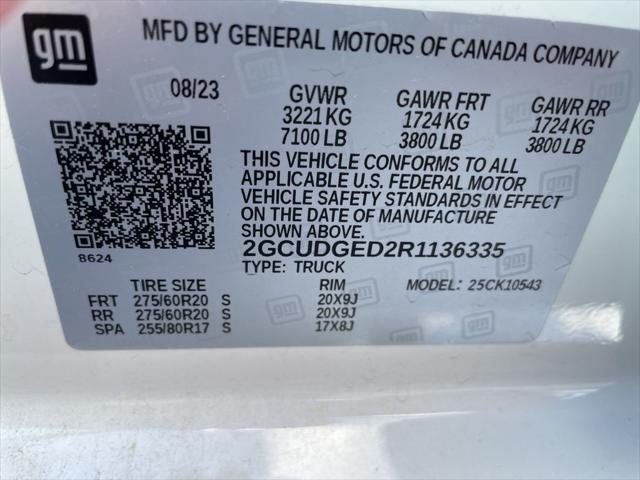 gm
MFD BY GENERAL MOTORS OF CANADA COMPANY
08/23 GVWR GAWR FRT GAWR RR
3221 KG 1724 KG 1724 KG
7100 LB 3800 LB 3800 LB
THIS VEHICLE CONFORMS TO ALL
APPLICABLE U.S. FEDERAL MOTOR
VEHICLE SAFETY STANDARDS IN EFFECT
ON THE DATE OF MANUFACTURE
SHOWN ABOVE.
8624
2GCUDGED2R1136335
TYPE: TRUCK MODEL: 25CK10543
TIRE SIZE RIM
FRT 275/60R20 S 20X9J
RR 275/60R20 S 20X9J
SPA 255/80R17 S 17X8J